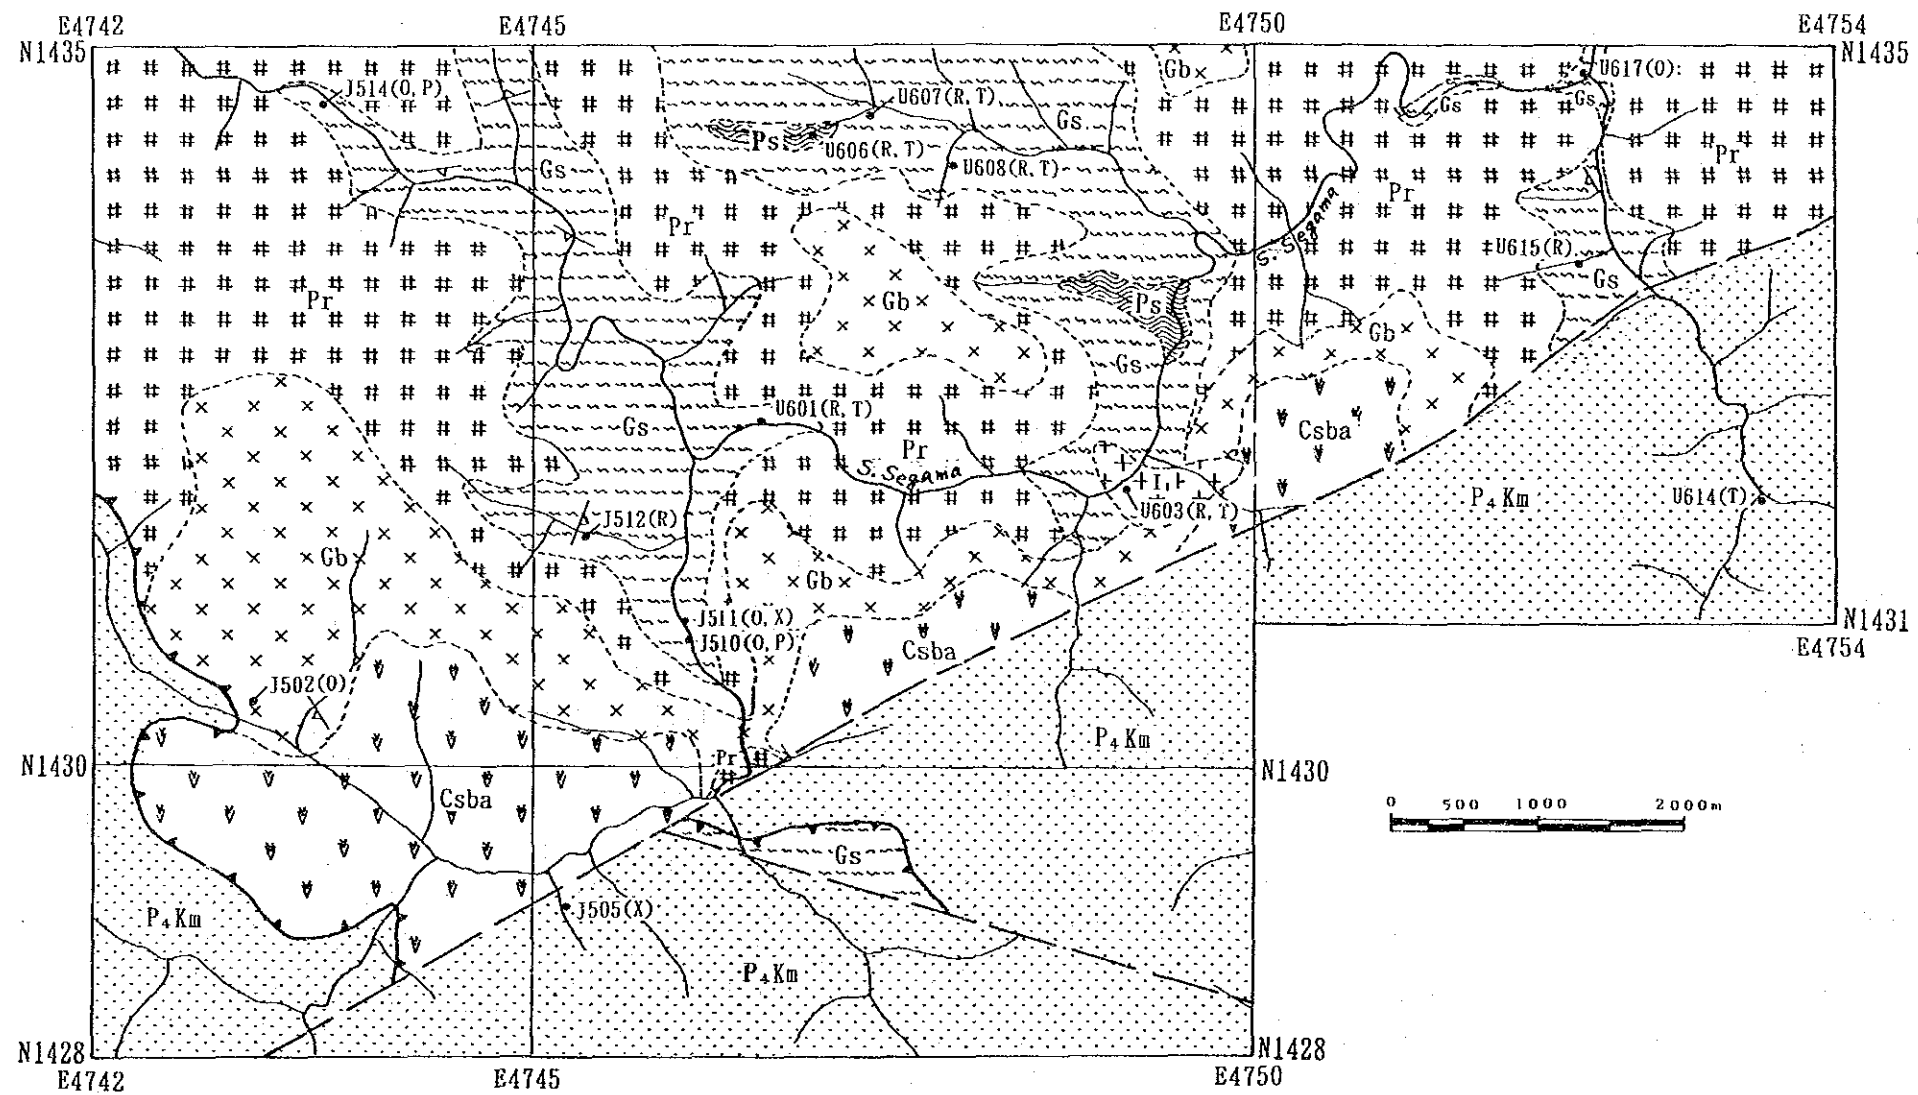 E4742
E4745
E4750
E4754
N1435
N1435
Gb
U617(O)
J514(O, P)
U607(R, T)
Gs
Gs
Gs
Ps
U606(R, T)
Pr
Gs
U608(R, T)
Pr
S. Segama
Pr
U615(R)
Gs
Pr
Gb
Ps
Gb
Gs
U601(R, T)
Gs
Pr
Csba
S. Segama
I
P₄Km
U614(T)
U603(R, T)
J512(R)
Gb
Gb
J511(O, X)
N1431
J510(O, P)
Csba
E4754
J502(O)
P₄Km
Pr
N1430
N1430
Csba
0 500 1000 2000m
Gs
P₄Km
J505(X)
P₄Km
N1428
N1428
E4742
E4745
E4750